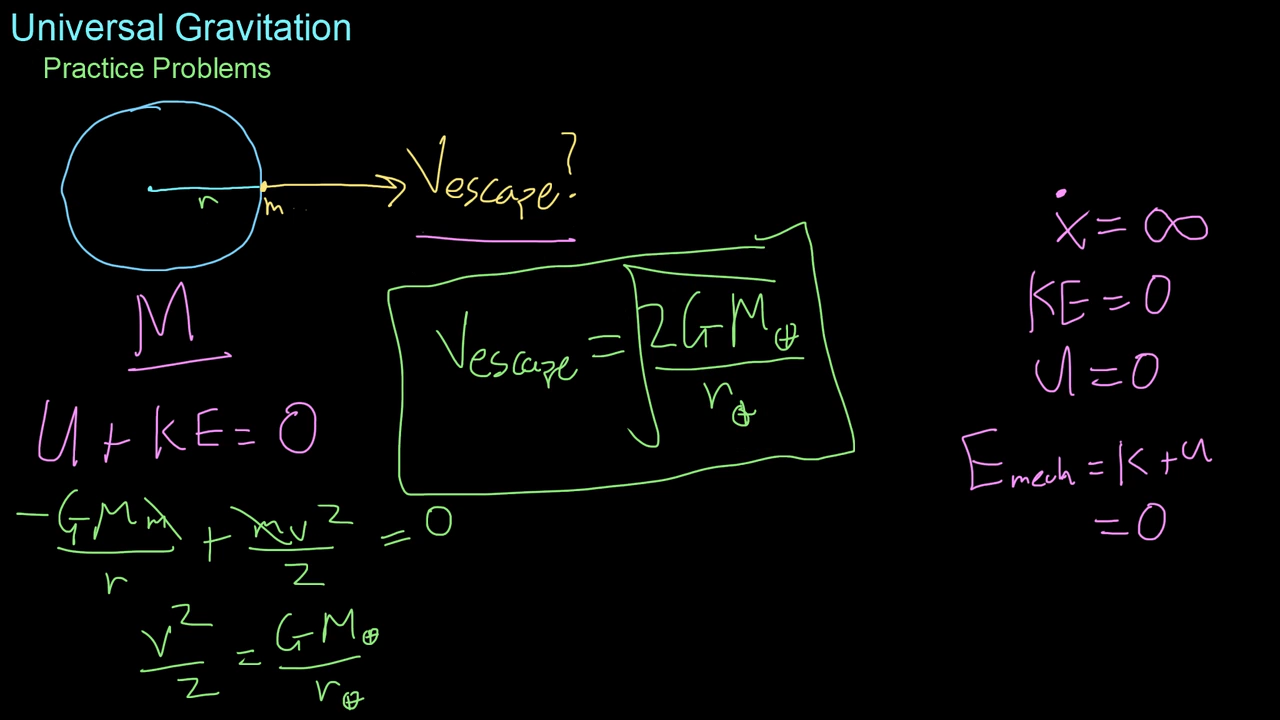 Universal Gravitation
Practice Problems
r
m
Vescape?
M
U + KE = 0
-GMm/r + mv²/2 = 0
v²/2 = GM⊕/r⊕
Vescape = √(2GM⊕/r⊕)
ẋ = ∞
KE = 0
U = 0
Emech = K + U
= 0